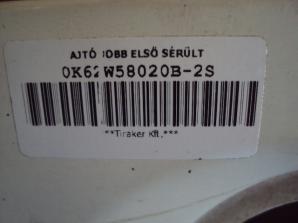 AJTÓ JOBB ELSŐ SÉRÜLT
0K62W58020B-2S
***Tiraker Kft.***